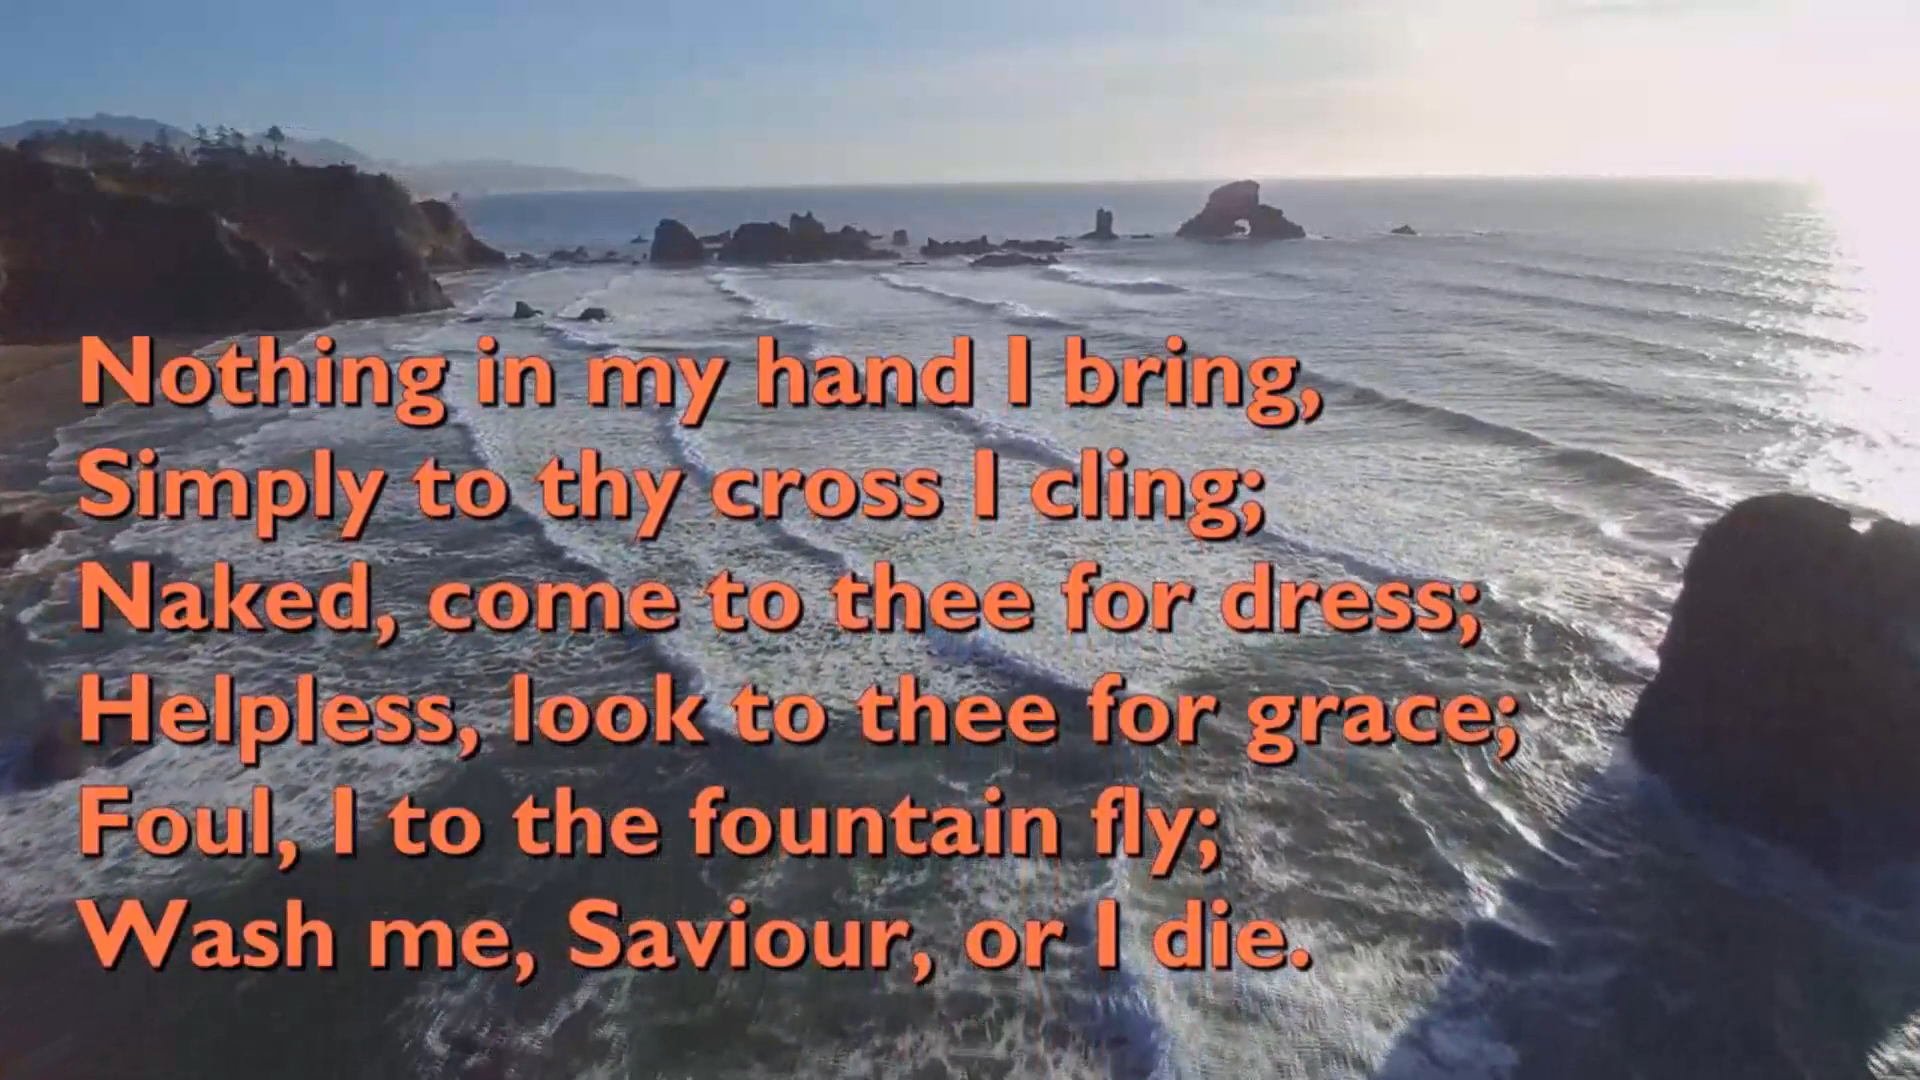 Nothing in my hand I bring,
Simply to thy cross I cling;
Naked, come to thee for dress;
Helpless, look to thee for grace;
Foul, I to the fountain fly;
Wash me, Saviour, or I die.